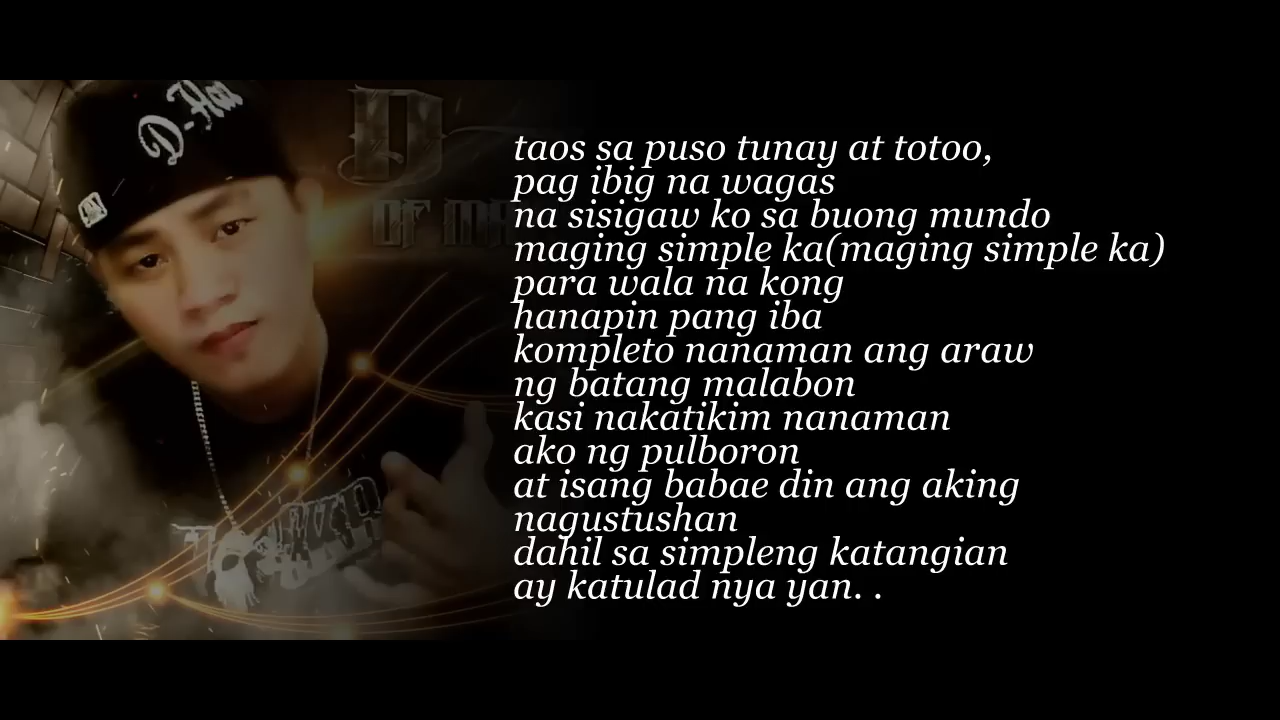 D
taos sa puso tunay at totoo,
pag ibig na wagas
na sisigaw ko sa buong mundo
maging simple ka(maging simple ka)
para wala na kong
hanapin pang iba
kompleto nanaman ang araw
ng batang malabon
kasi nakatikim nanaman
ako ng pulboron
at isang babae din ang aking
nagustushan
dahil sa simpleng katangian
ay katulad nya yan. .
OF